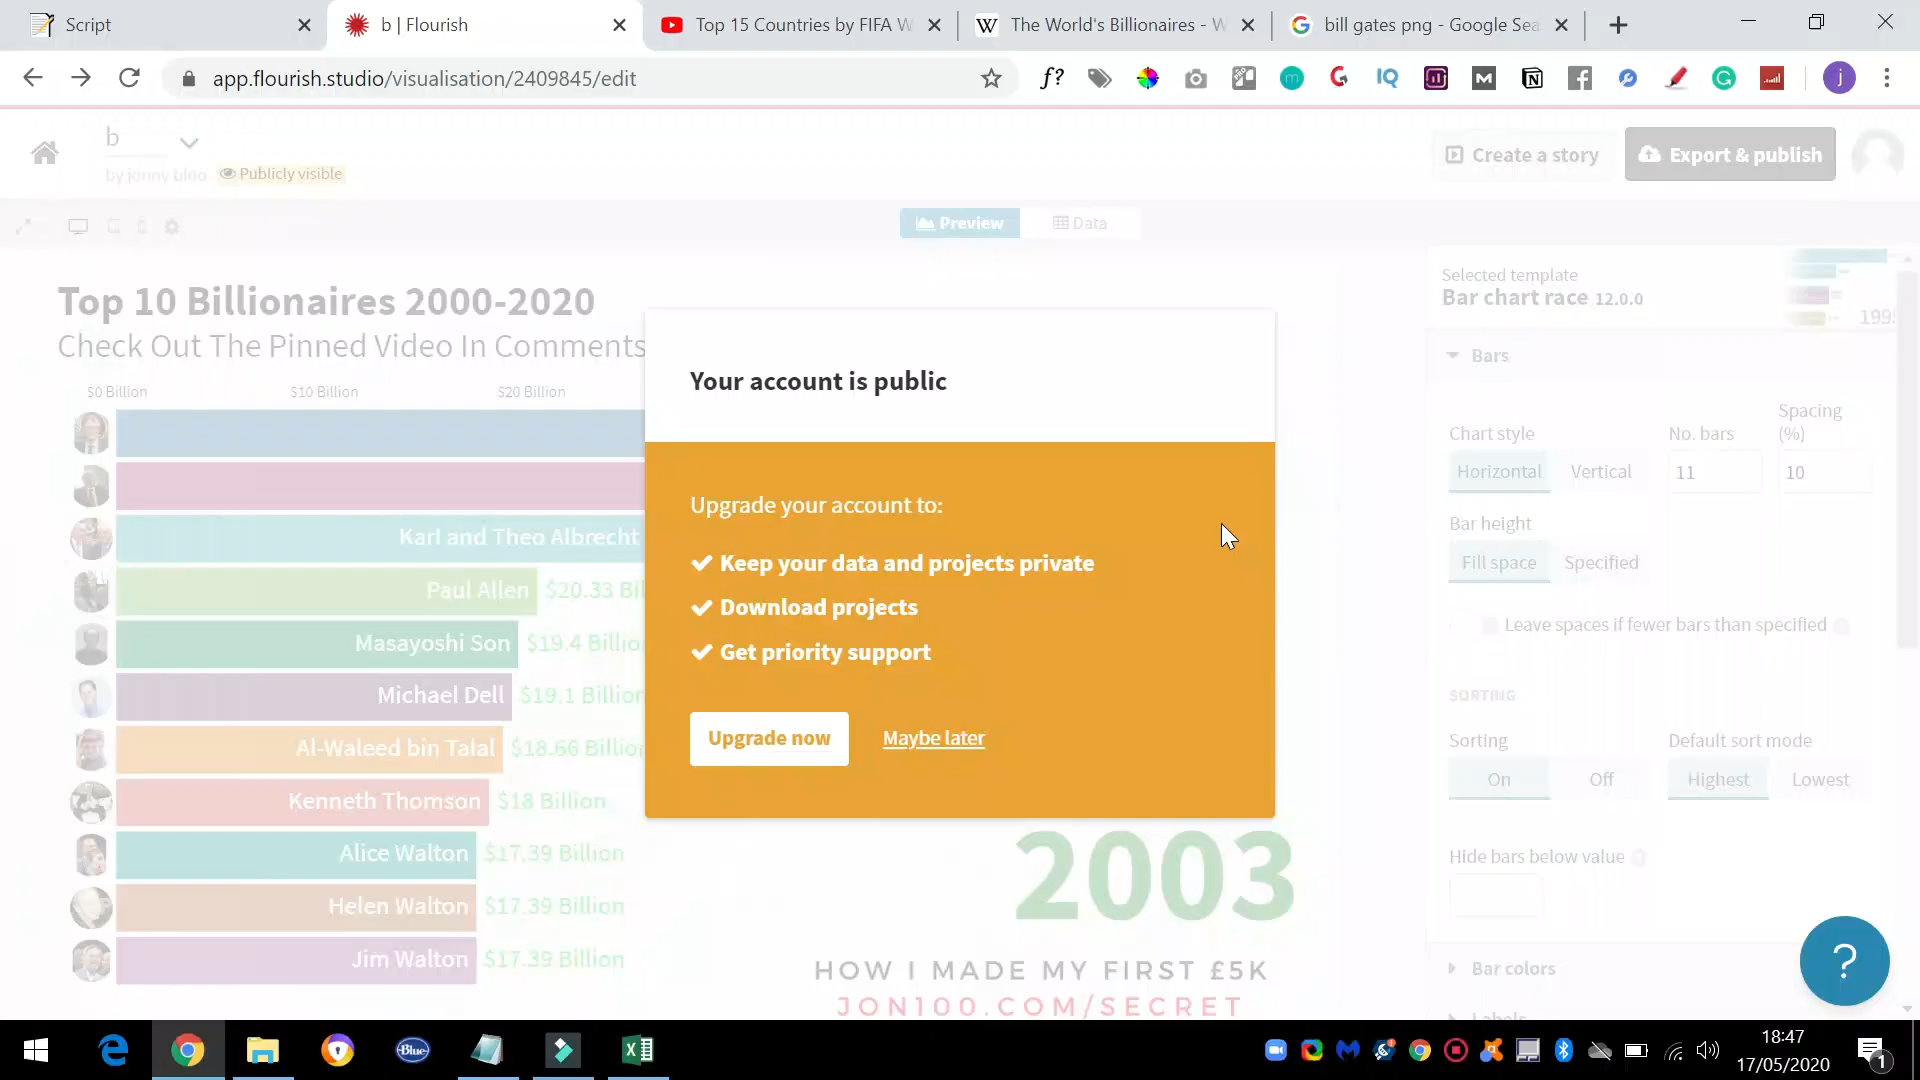 Script
b | Flourish
Top 15 Countries by FIFA W
The World's Billionaires - W
bill gates png - Google Sea
app.flourish.studio/visualisation/2409845/edit
b
by jonny bloo
Publicly visible
Create a story
Export & publish
Preview
Data
Top 10 Billionaires 2000-2020
Check Out The Pinned Video In Comments
$0 Billion
$10 Billion
$20 Billion
Karl and Theo Albrecht
Paul Allen
$20.33 Bil
Masayoshi Son
$19.4 Billio
Michael Dell
$19.1 Billion
Al-Waleed bin Talal
$18.66 Billio
Kenneth Thomson
$18 Billion
Alice Walton
$17.39 Billion
Helen Walton
$17.39 Billion
Jim Walton
$17.39 Billion
2003
HOW I MADE MY FIRST £5K
JON100.COM/SECRET
Your account is public
Upgrade your account to:
Keep your data and projects private
Download projects
Get priority support
Upgrade now
Maybe later
Selected template
Bar chart race 12.0.0
Bars
Chart style
No. bars
Spacing (%)
Horizontal
Vertical
11
10
Bar height
Fill space
Specified
Leave spaces if fewer bars than specified
SORTING
Sorting
Default sort mode
On
Off
Highest
Lowest
Hide bars below value
Bar colors
Labels
?
Blue
18:47
17/05/2020
1